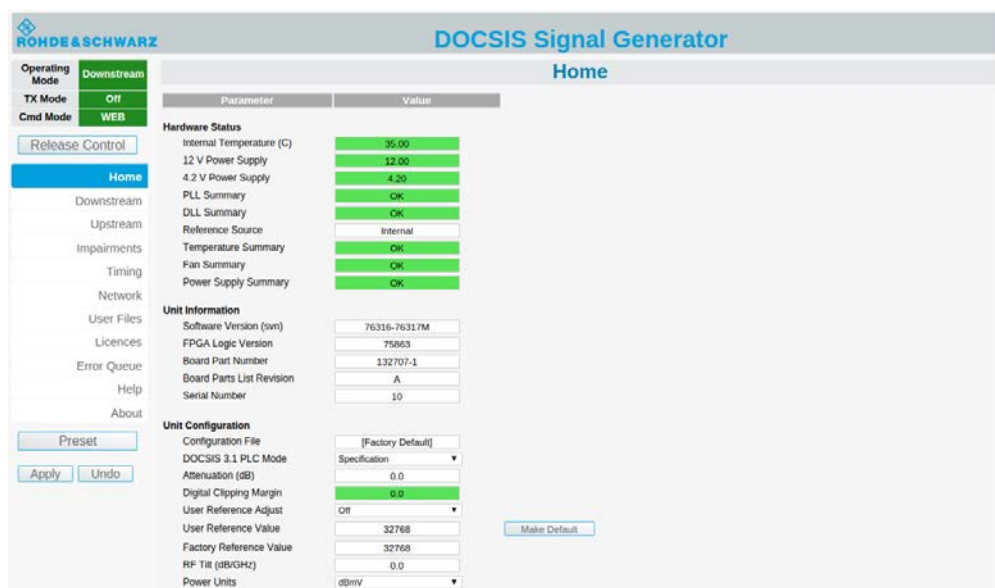 ROHDE&SCHWARZ
DOCSIS Signal Generator
Operating Mode Downstream
TX Mode Off
Cmd Mode WEB
Release Control
Home
Downstream
Upstream
Impairments
Timing
Network
User Files
Licences
Error Queue
Help
About
Preset
Apply Undo
Home
Parameter Value
Hardware Status
Internal Temperature (C) 35.00
12 V Power Supply 12.00
4.2 V Power Supply 4.20
PLL Summary OK
DLL Summary OK
Reference Source Internal
Temperature Summary OK
Fan Summary OK
Power Supply Summary OK
Unit Information
Software Version (svn) 76316-76317M
FPGA Logic Version 75863
Board Part Number 132707-1
Board Parts List Revision A
Serial Number 10
Unit Configuration
Configuration File [Factory Default]
DOCSIS 3.1 PLC Mode Specification
Attenuation (dB) 0.0
Digital Clipping Margin 0.0
User Reference Adjust Off
User Reference Value 32768 Make Default
Factory Reference Value 32768
RF Tilt (dB/GHz) 0.0
Power Units dBmV